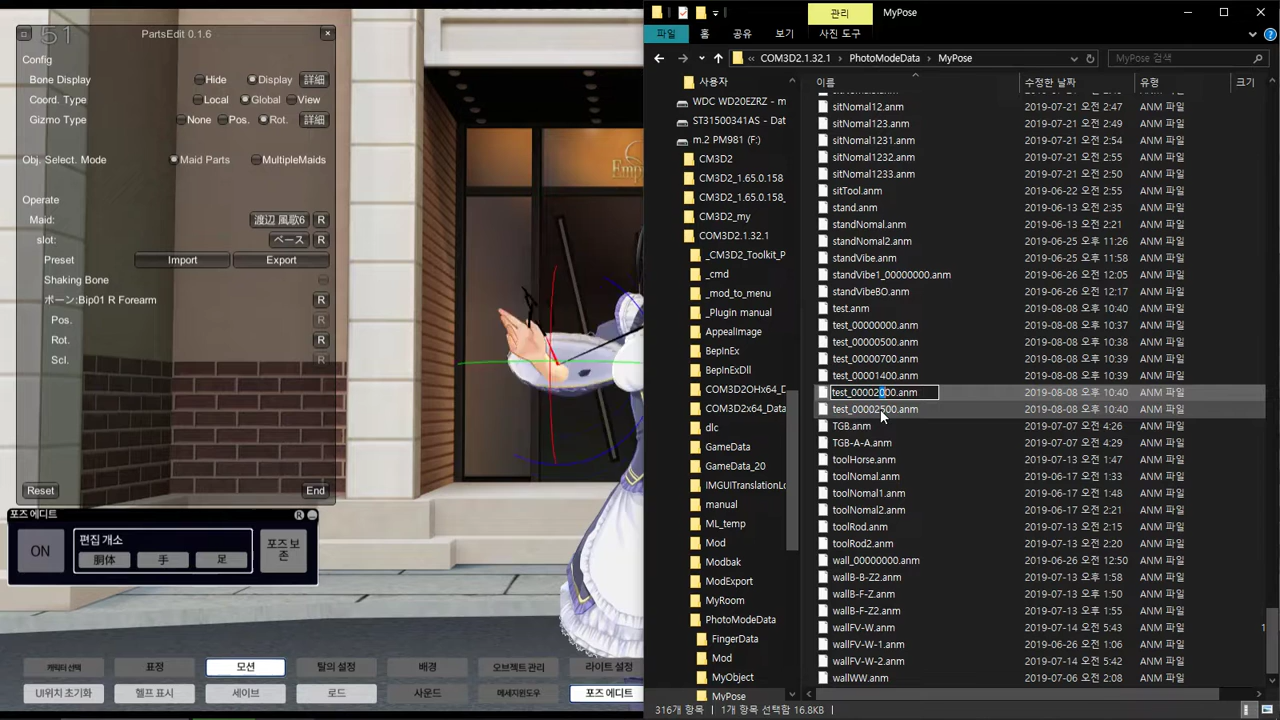 51
PartsEdit 0.1.6
Config
Bone Display
Hide
Display
詳細
Coord. Type
Local
Global
View
Gizmo Type
None
Pos.
Rot.
詳細
Obj. Select. Mode
Maid Parts
MultipleMaids
Operate
Maid:
渡辺 風歌6
R
slot:
ベース
R
Preset
Import
Export
Shaking Bone
ボーン:Bip01 R Forearm
R
Pos.
R
Rot.
R
Scl.
R
Reset
End
포즈 에디트
R
ON
편집 개소
胴体
手
足
포즈 보
존
캐릭터 선택
표정
모션
탈의 설정
배경
오브젝트 관리
라이트 설정
UI위치 초기화
헬프 표시
세이브
로드
사운드
메세지윈도우
포즈 에디트
관리
MyPose
파일
홈
공유
보기
사진 도구
COM3D2.1.32.1
PhotoModeData
MyPose
MyPose 검색
이름
수정한 날짜
유형
크기
사용자
WDC WD20EZRZ - m
ST31500341AS - Dat
m.2 PM981 (F:)
CM3D2
CM3D2_1.65.0.158
CM3D2_1.65.0.158_
CM3D2_my
COM3D2.1.32.1
_CM3D2_Toolkit_P
_cmd
_mod_to_menu
_Plugin manual
AppealImage
BepInEx
BepInExDll
COM3D2OHx64_D
COM3D2x64_Data
dlc
GameData
GameData_20
IMGUITranslationLo
manual
ML_temp
Mod
Modbak
ModExport
MyRoom
PhotoModeData
FingerData
Mod
MyObject
MyPose
sitNomal12.anm 2019-07-21 오전 2:47 ANM 파일
sitNomal123.anm 2019-07-21 오전 2:49 ANM 파일
sitNomal1231.anm 2019-07-21 오전 2:54 ANM 파일
sitNomal1232.anm 2019-07-21 오전 2:55 ANM 파일
sitNomal1233.anm 2019-07-21 오전 2:50 ANM 파일
sitTool.anm 2019-06-22 오전 2:55 ANM 파일
stand.anm 2019-06-13 오전 2:35 ANM 파일
standNomal.anm 2019-06-13 오전 2:21 ANM 파일
standNomal2.anm 2019-06-25 오후 11:26 ANM 파일
standVibe.anm 2019-06-25 오후 11:58 ANM 파일
standVibe1_00000000.anm 2019-06-26 오전 12:05 ANM 파일
standVibeBO.anm 2019-06-26 오전 12:17 ANM 파일
test.anm 2019-08-08 오전 10:40 ANM 파일
test_00000000.anm 2019-08-08 오전 10:37 ANM 파일
test_00000500.anm 2019-08-08 오전 10:38 ANM 파일
test_00000700.anm 2019-08-08 오전 10:39 ANM 파일
test_00001400.anm 2019-08-08 오전 10:39 ANM 파일
test_00002000.anm 2019-08-08 오전 10:40 ANM 파일
test_00002500.anm 2019-08-08 오전 10:40 ANM 파일
TGB.anm 2019-07-07 오전 4:26 ANM 파일
TGB-A-A.anm 2019-07-07 오전 4:29 ANM 파일
toolHorse.anm 2019-07-13 오전 1:47 ANM 파일
toolNomal.anm 2019-06-17 오전 1:33 ANM 파일
toolNomal1.anm 2019-06-17 오전 1:48 ANM 파일
toolNomal2.anm 2019-06-17 오전 2:21 ANM 파일
toolRod.anm 2019-07-13 오전 2:15 ANM 파일
toolRod2.anm 2019-07-13 오전 2:20 ANM 파일
wall_00000000.anm 2019-06-26 오전 12:50 ANM 파일
wallB-B-Z2.anm 2019-07-13 오전 1:58 ANM 파일
wallB-F-Z.anm 2019-07-13 오전 1:51 ANM 파일
wallB-F-Z2.anm 2019-07-13 오전 1:55 ANM 파일
wallFV-W.anm 2019-07-14 오전 5:43 ANM 파일
wallFV-W-1.anm 2019-06-26 오전 1:06 ANM 파일
wallFV-W-2.anm 2019-07-14 오전 5:42 ANM 파일
wallWW.anm 2019-07-06 오전 2:08 ANM 파일
316개 항목
1개 항목 선택함 16.8KB